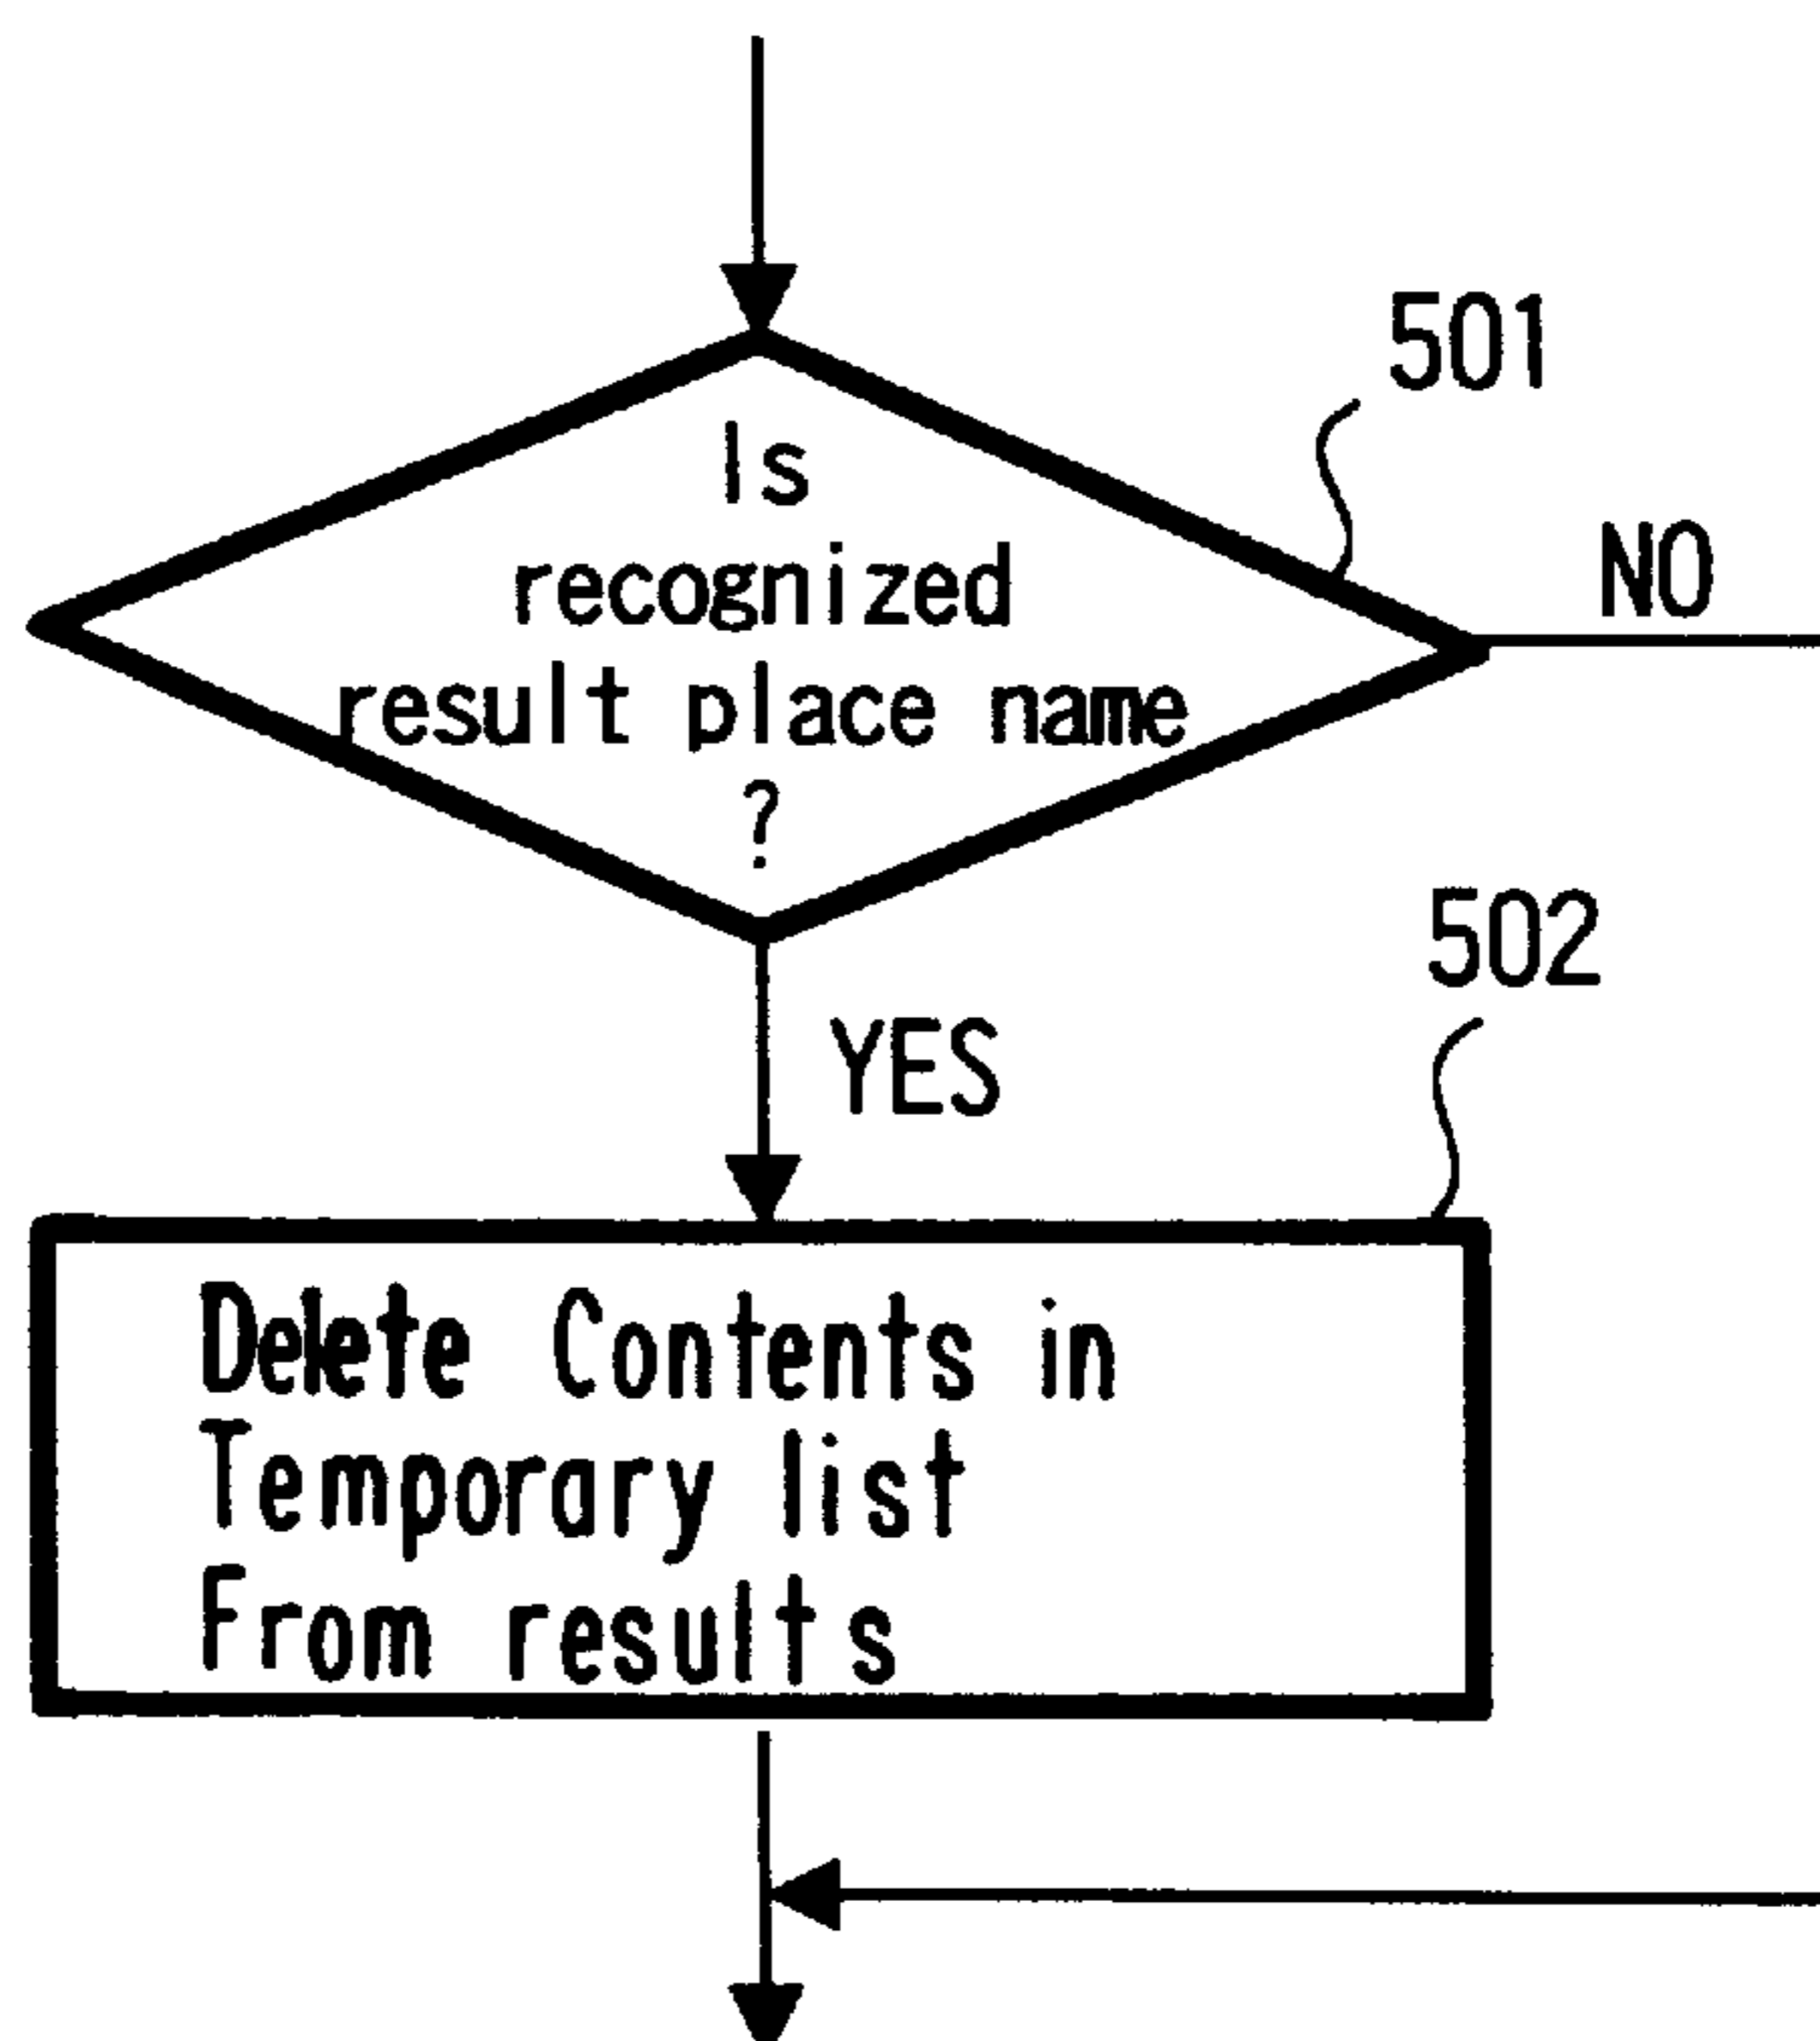 501
Is
recognized
result place name
?
NO
502
YES
Delete Contents in
Temporary list
From results